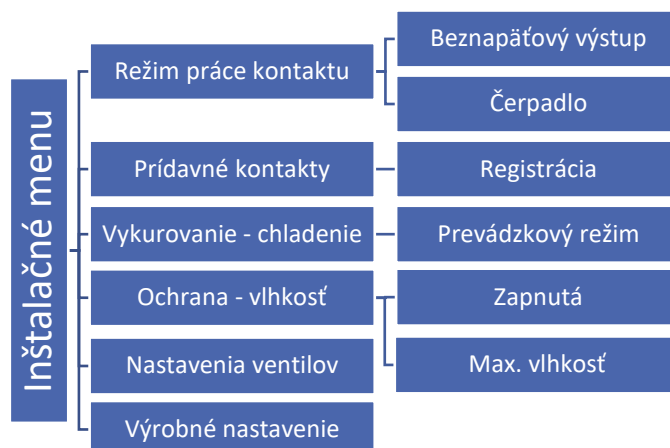 Inštalačné menu
Režim práce kontaktu
Beznapäťový výstup
Čerpadlo
Prídavné kontakty
Registrácia
Vykurovanie - chladenie
Prevádzkový režim
Ochrana - vlhkosť
Zapnutá
Max. vlhkosť
Nastavenia ventilov
Výrobné nastavenie